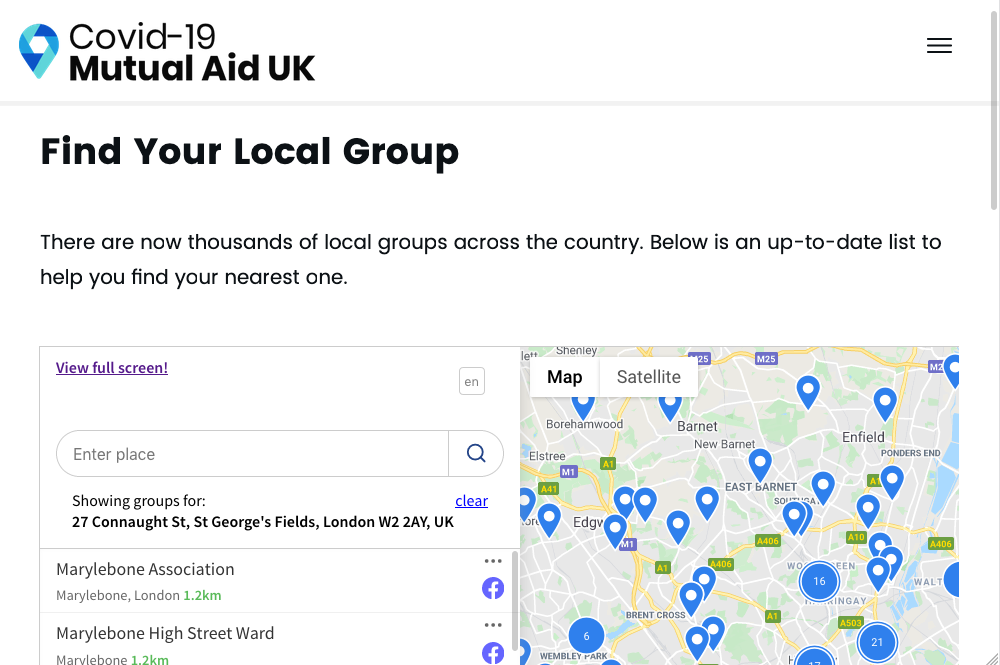 Covid-19
Mutual Aid UK
Find Your Local Group
There are now thousands of local groups across the country. Below is an up-to-date list to
help you find your nearest one.
View full screen!
en
Enter place
Showing groups for:
clear
27 Connaught St, St George's Fields, London W2 2AY, UK
Marylebone Association
Marylebone, London 1.2km
Marylebone High Street Ward
Marylebone 1.2km
Map
Satellite
Shenley
M25
M25
Borehamwood
Barnet
New Barnet
Enfield
PONDERS END
Elstree
A1
M1
A41
EAST BARNET
M1
A406
A10
A406
A1
A406
16
BRENT CROSS
A1
A503
6
21
WEMBLEY PARK
17